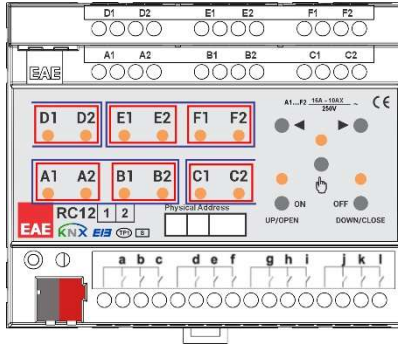 D1 D2 E1 E2 F1 F2
A1 A2 B1 B2 C1 C2
EAE
D1 D2 E1 E2 F1 F2
A1...F2 16A - 10AX ~
250V
CE
A1 A2 B1 B2 C1 C2
ON OFF
UP/OPEN DOWN/CLOSE
EAE RC12 1 2
Physical Address
KNX EIB TP1 B
a b c d e f g h i j k l